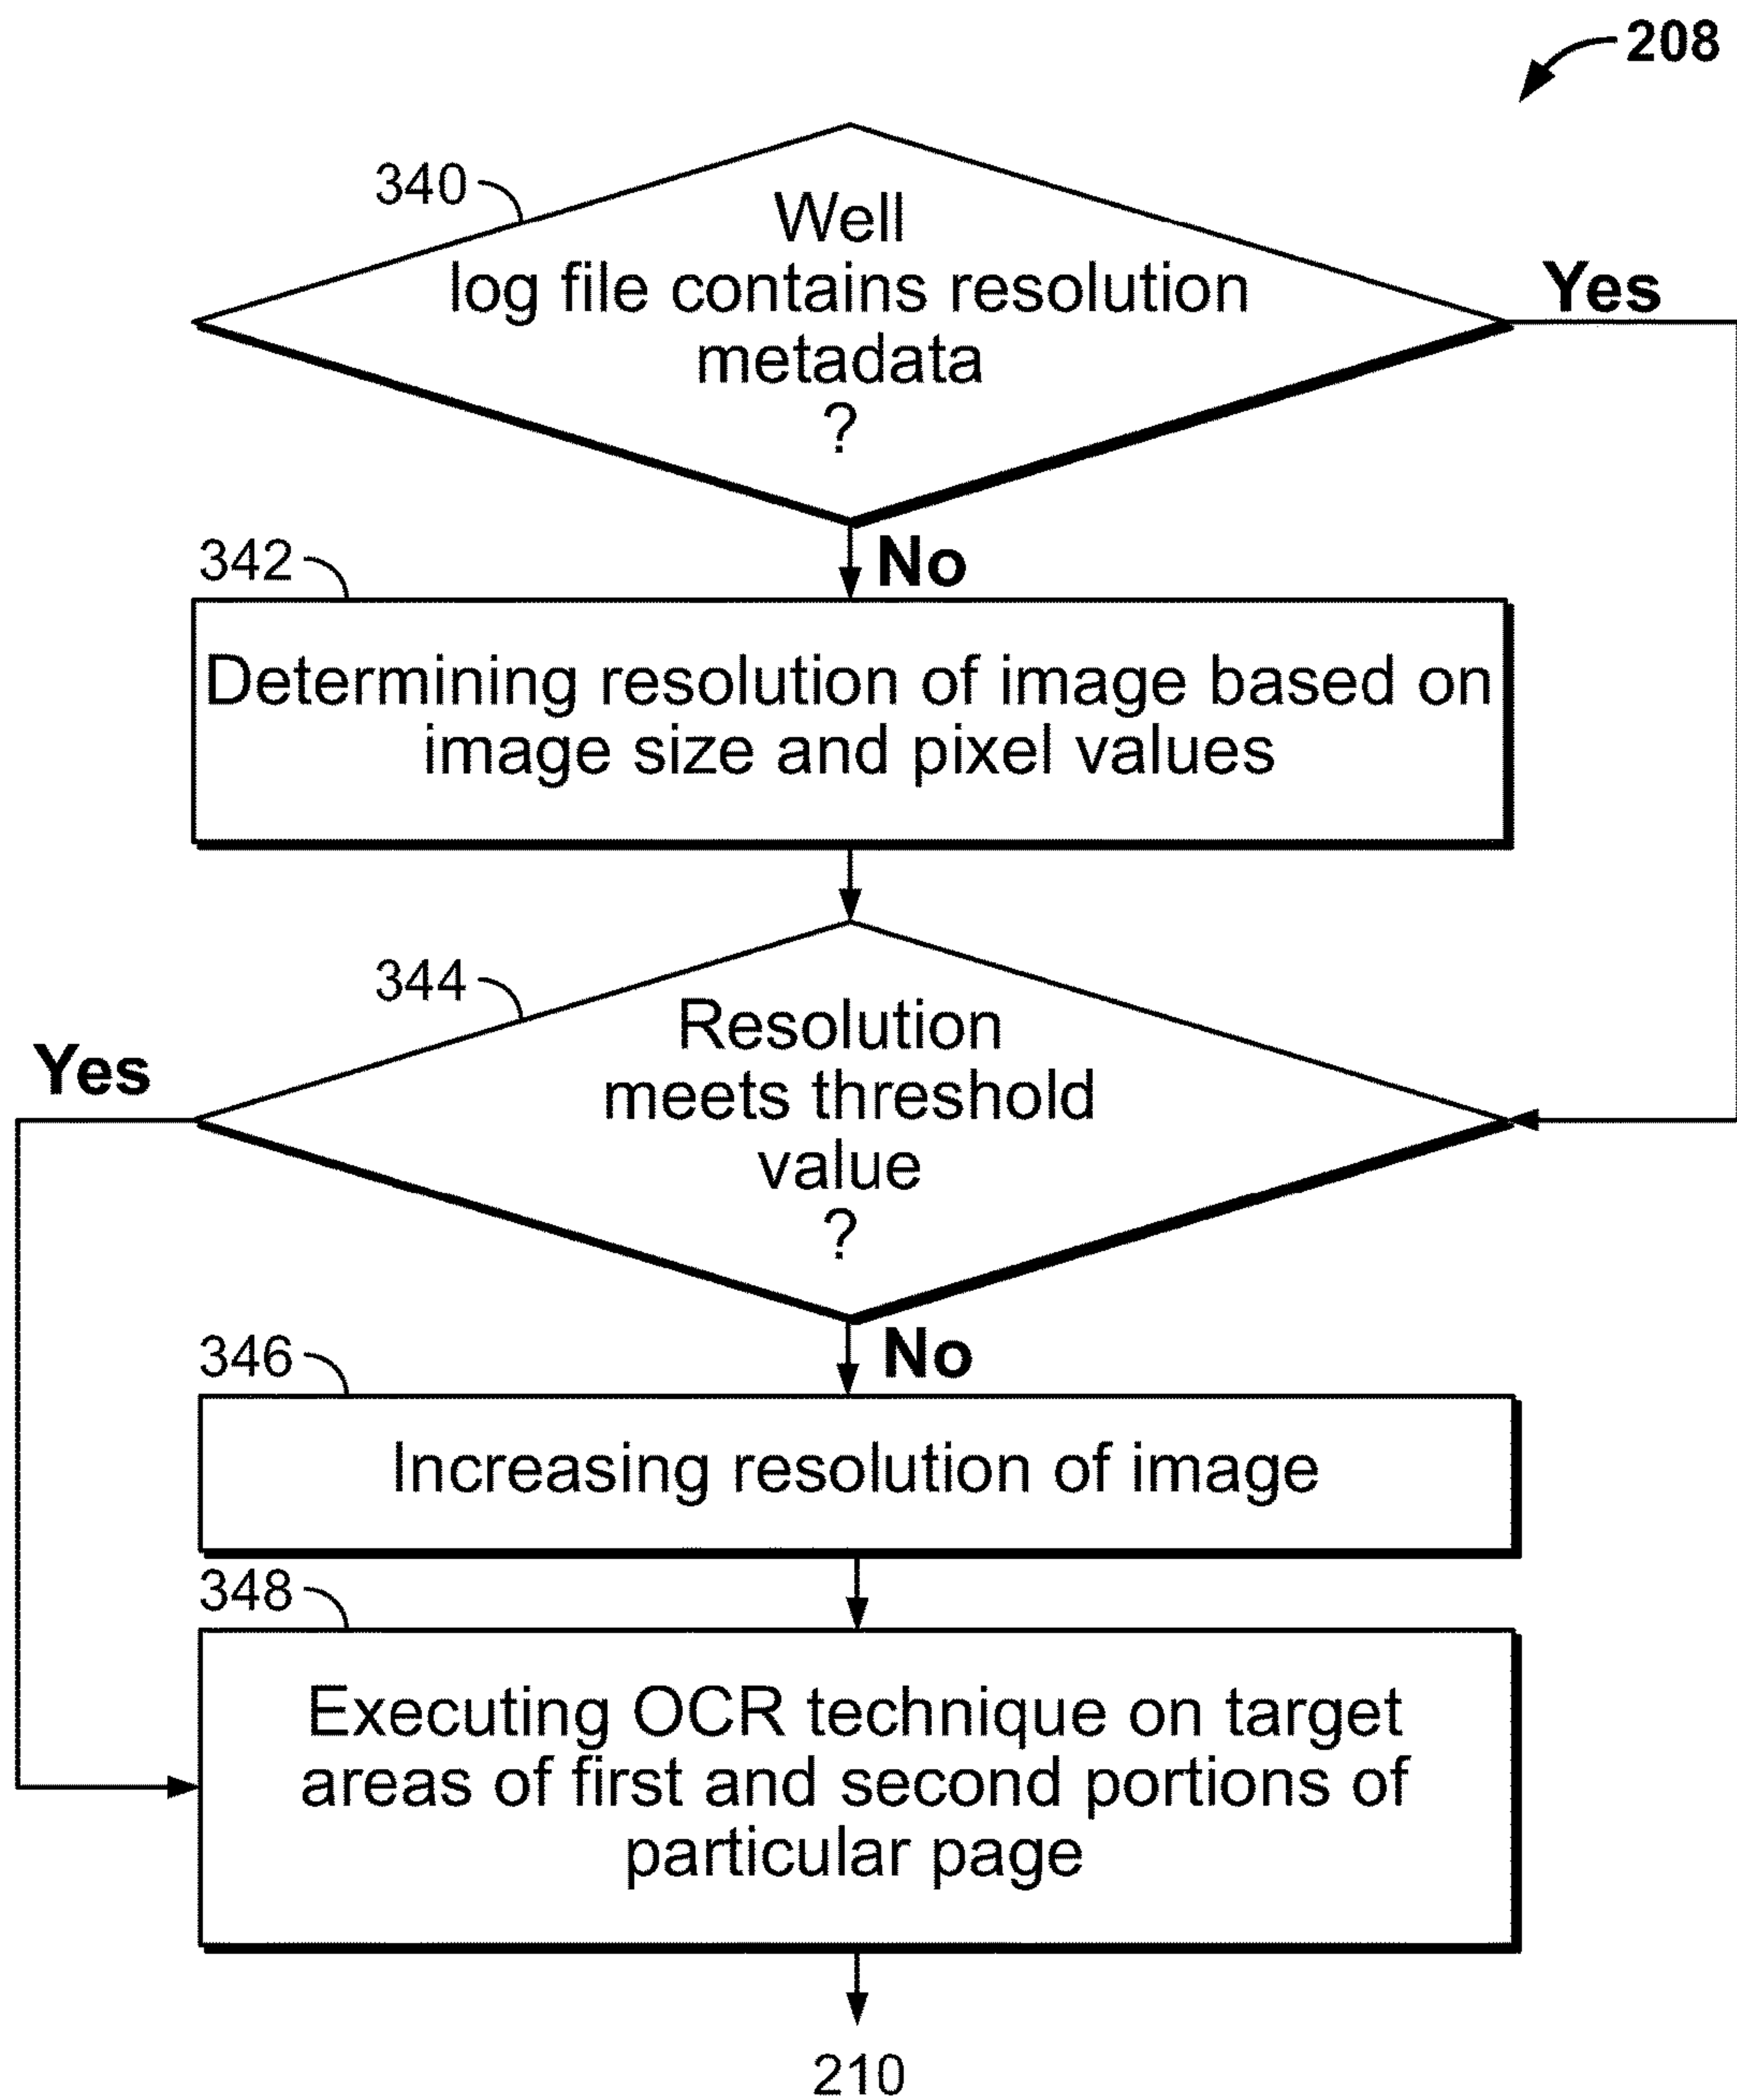 208
340
Well
log file contains resolution
metadata
?
Yes
No
342
Determining resolution of image based on
image size and pixel values
344
Resolution
meets threshold
value
?
Yes
No
346
Increasing resolution of image
348
Executing OCR technique on target
areas of first and second portions of
particular page
210